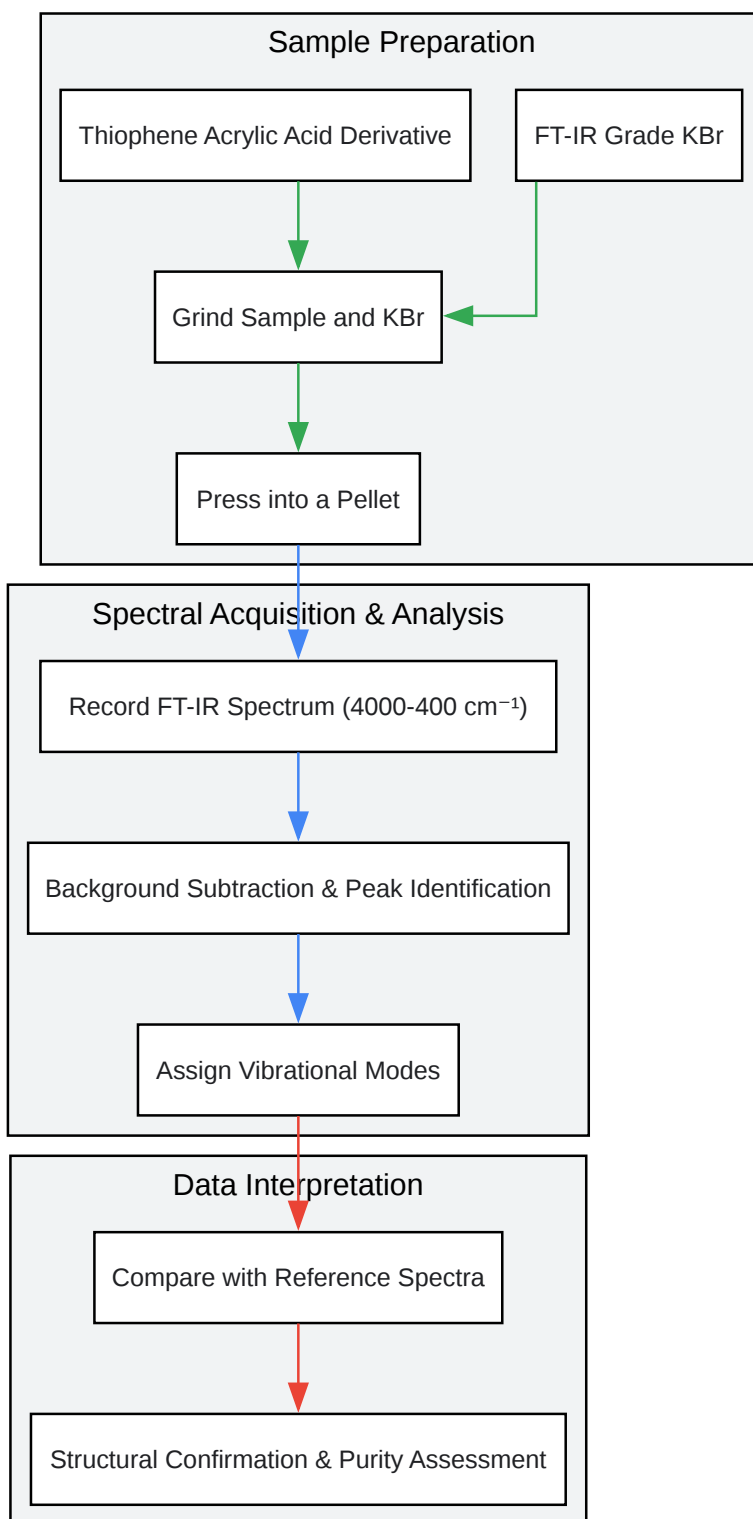 Sample Preparation
Thiophene Acrylic Acid Derivative
FT-IR Grade KBr
Grind Sample and KBr
Press into a Pellet
Spectral Acquisition & Analysis
Record FT-IR Spectrum (4000-400 cm⁻¹)
Background Subtraction & Peak Identification
Assign Vibrational Modes
Data Interpretation
Compare with Reference Spectra
Structural Confirmation & Purity Assessment